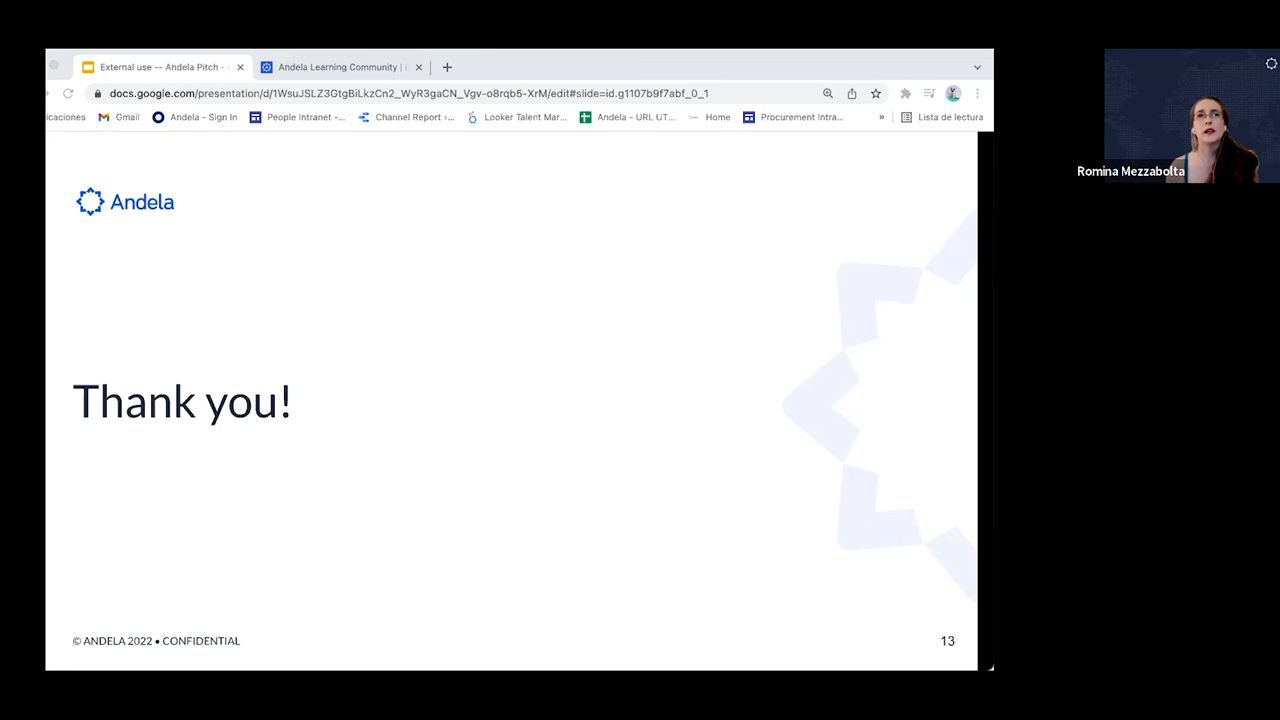 External use -- Andela Pitch -
Andela Learning Community |
docs.google.com/presentation/d/1WsuJSLZ3GtgBiLkzCn2_WyR3gaCN_Vgv-o8rqb5-XrM/edit#slide=id.g1107b9f7abf_0_1
icaciones Gmail Andela - Sign In People Intranet -... Channel Report ›... Looker Talent Mar... Andela - URL UT... Home Procurement Intra... » Lista de lectura
Romina Mezzabolta
Andela
Thank you!
© ANDELA 2022 • CONFIDENTIAL
13